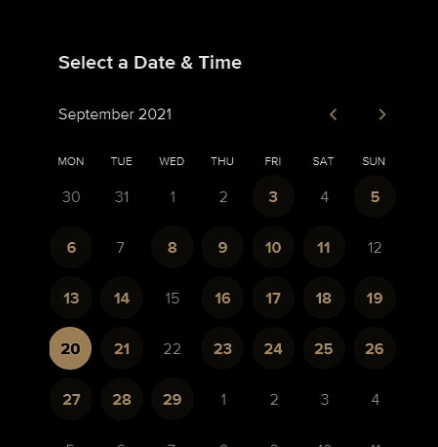 Select a Date & Time
September 2021
MON TUE WED THU FRI SAT SUN
30 31 1 2 3 4 5
6 7 8 9 10 11 12
13 14 15 16 17 18 19
20 21 22 23 24 25 26
27 28 29 1 2 3 4